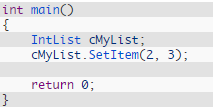 int main()
{
    IntList cMyList;
    cMyList.SetItem(2, 3);

    return 0;
}